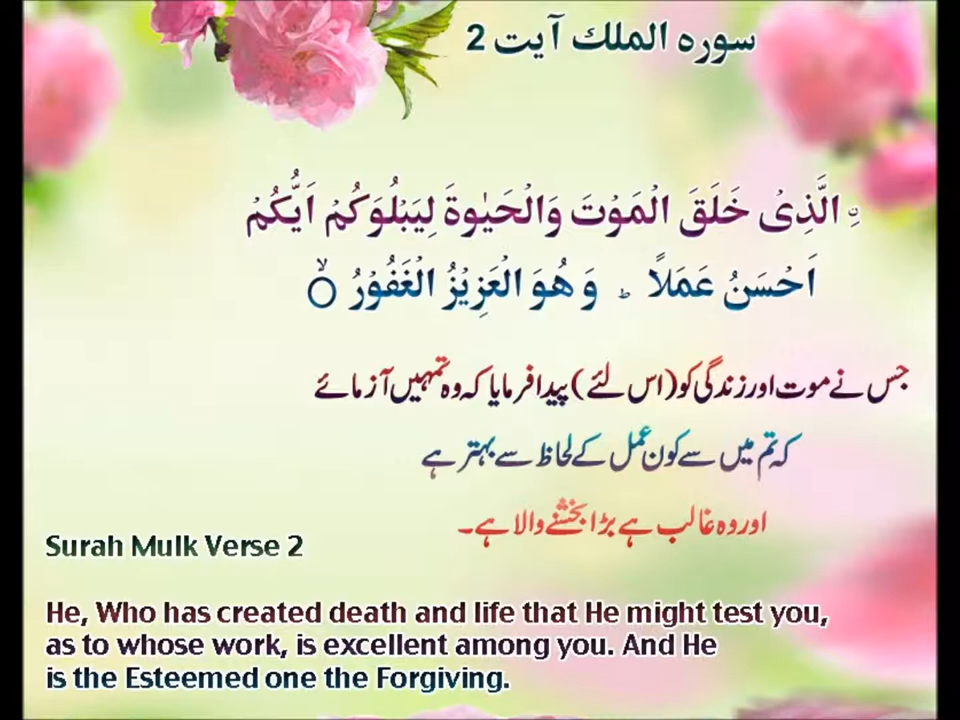 سورہ الملك آیت 2
ۣالَّذِیْ خَلَقَ الْمَوْتَ وَالْحَیٰوةَ لِیَبْلُوَكُمْ اَیُّكُمْ
اَحْسَنُ عَمَلًا ؕ وَ هُوَ الْعَزِیْزُ الْغَفُوْرُ ۙ○
جس نے موت اور زندگی کو (اس لئے) پیدا فرمایا کہ وہ تمہیں آزمائے
کہ تم میں سے کون عمل کے لحاظ سے بہتر ہے
اور وہ غالب ہے بڑا بخشنے والا ہے۔
Surah Mulk Verse 2
He, Who has created death and life that He might test you,
as to whose work, is excellent among you. And He
is the Esteemed one the Forgiving.